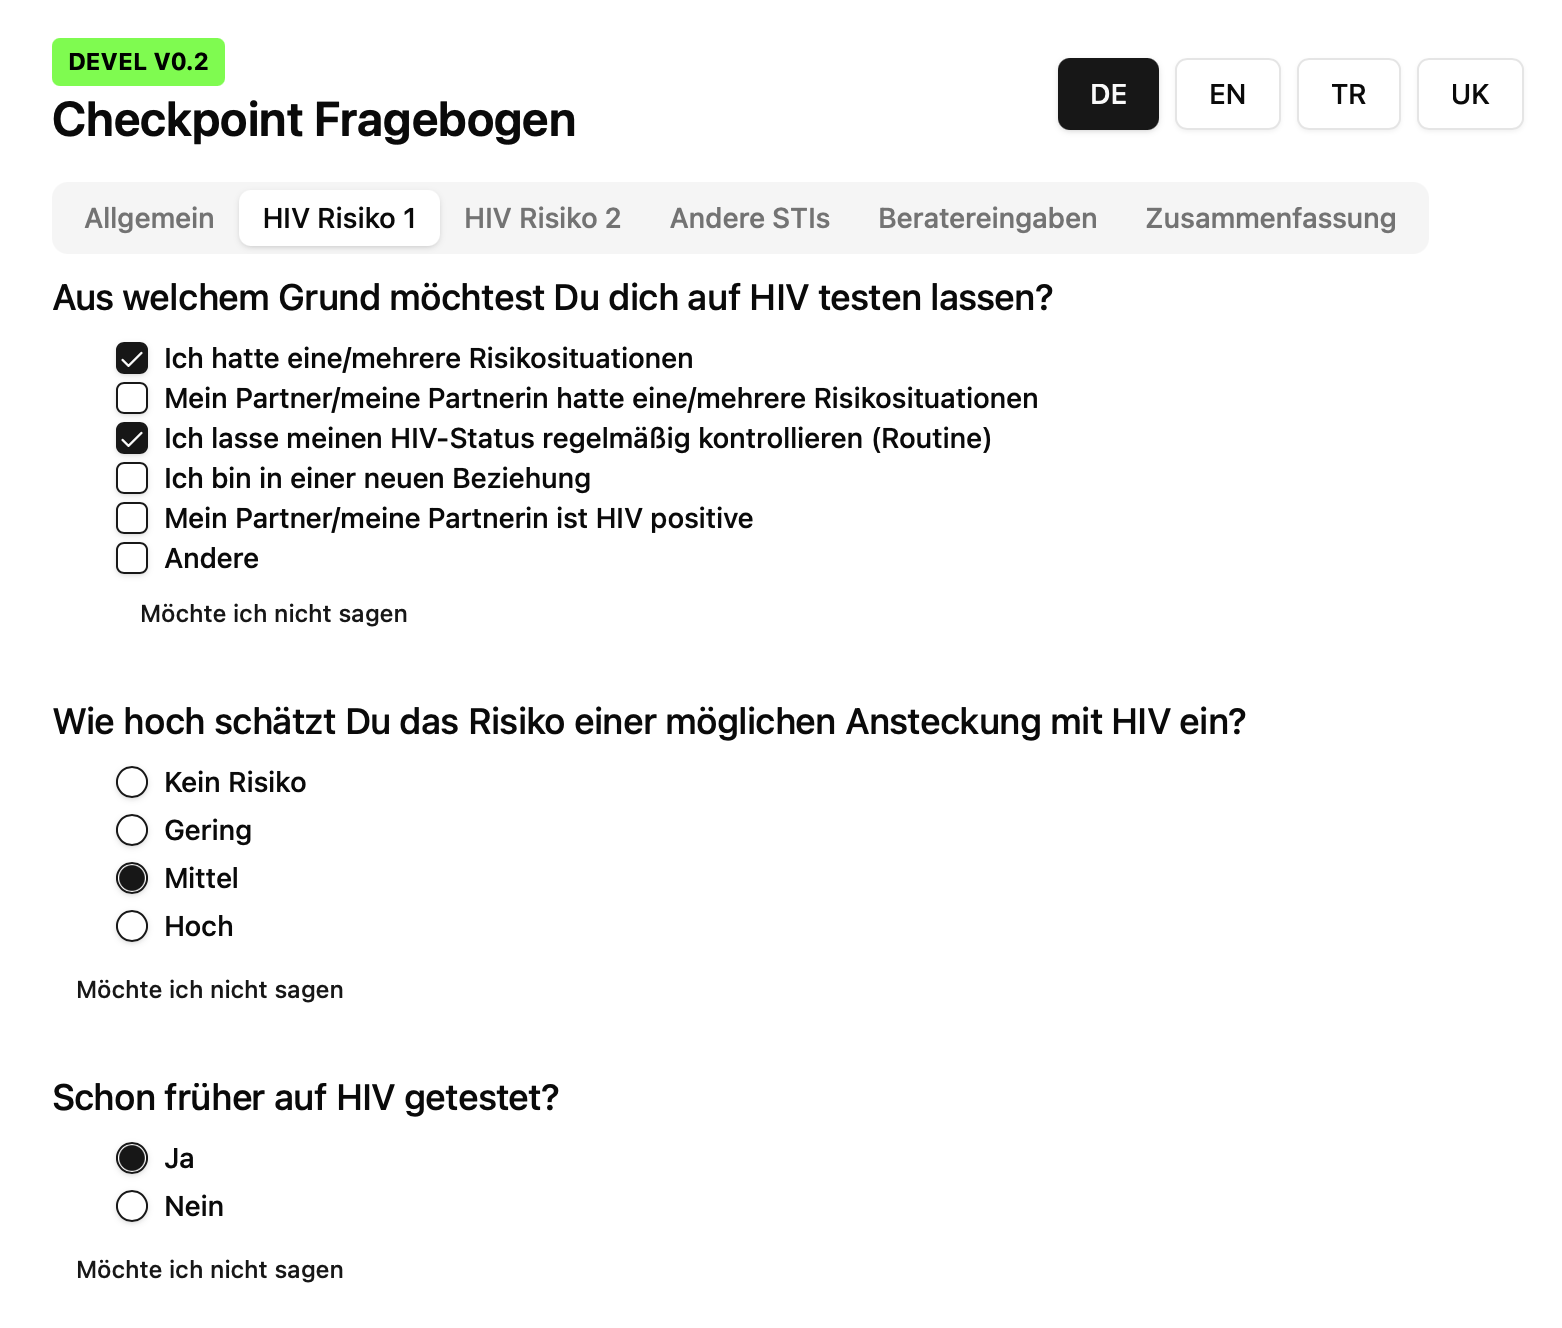 DEVEL V0.2
Checkpoint Fragebogen
DE
EN
TR
UK
Allgemein
HIV Risiko 1
HIV Risiko 2
Andere STIs
Beratereingaben
Zusammenfassung
Aus welchem Grund möchtest Du dich auf HIV testen lassen?
Ich hatte eine/mehrere Risikosituationen
Mein Partner/meine Partnerin hatte eine/mehrere Risikosituationen
Ich lasse meinen HIV-Status regelmäßig kontrollieren (Routine)
Ich bin in einer neuen Beziehung
Mein Partner/meine Partnerin ist HIV positive
Andere
Möchte ich nicht sagen
Wie hoch schätzt Du das Risiko einer möglichen Ansteckung mit HIV ein?
Kein Risiko
Gering
Mittel
Hoch
Möchte ich nicht sagen
Schon früher auf HIV getestet?
Ja
Nein
Möchte ich nicht sagen